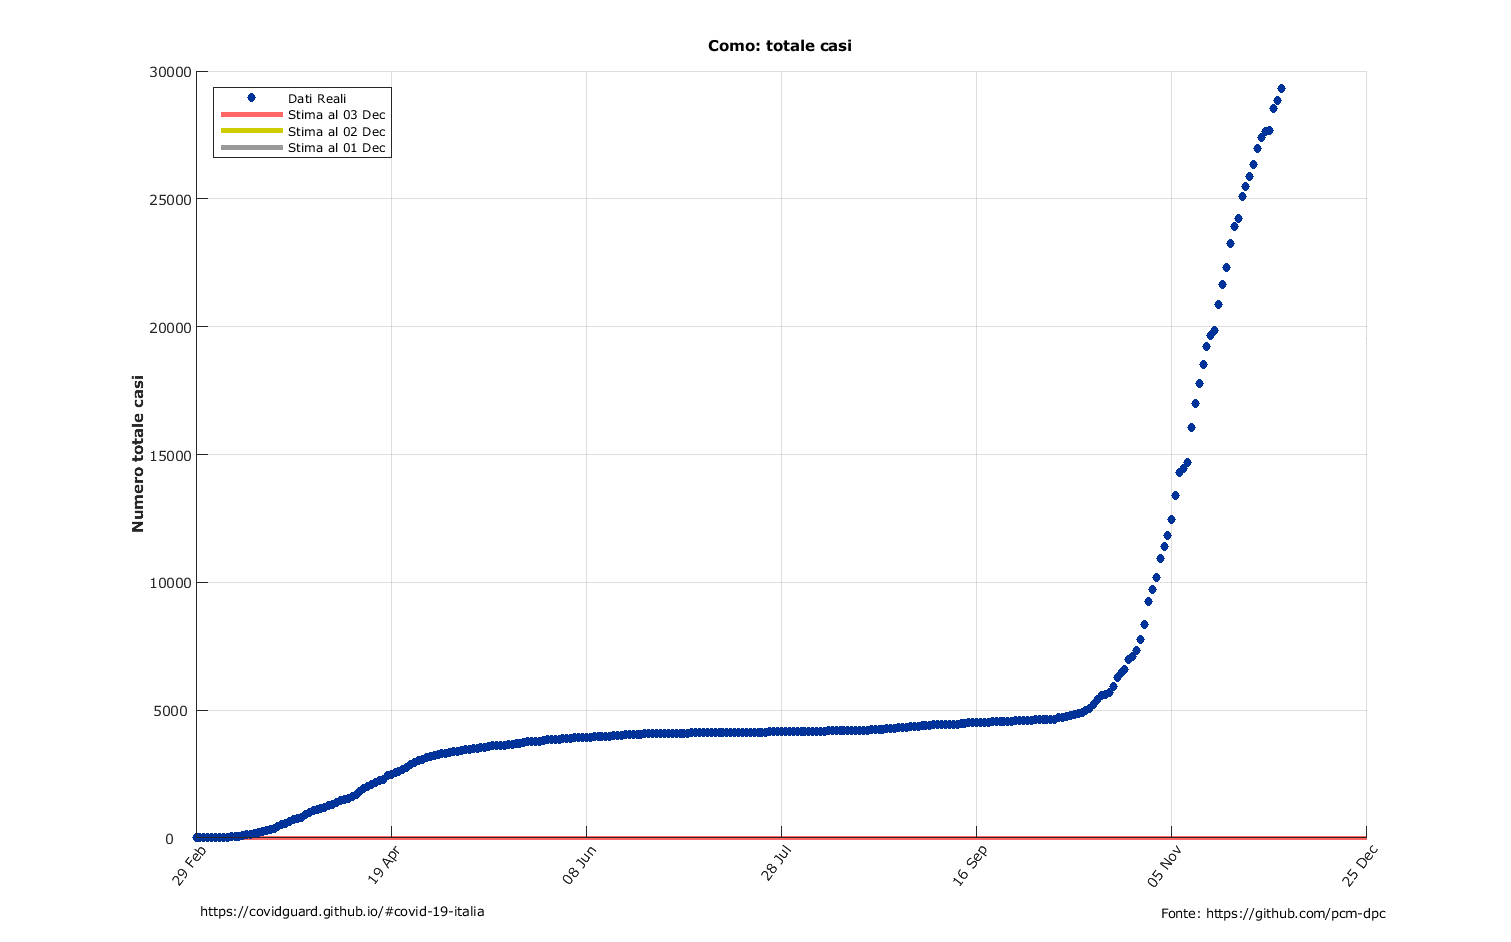 Como: totale casi
30000
25000
20000
15000
10000
5000
0
Numero totale casi
Dati Reali
Stima al 03 Dec
Stima al 02 Dec
Stima al 01 Dec
29 Feb
19 Apr
08 Jun
28 Jul
16 Sep
05 Nov
25 Dec
https://covidguard.github.io/#covid-19-italia
Fonte: https://github.com/pcm-dpc